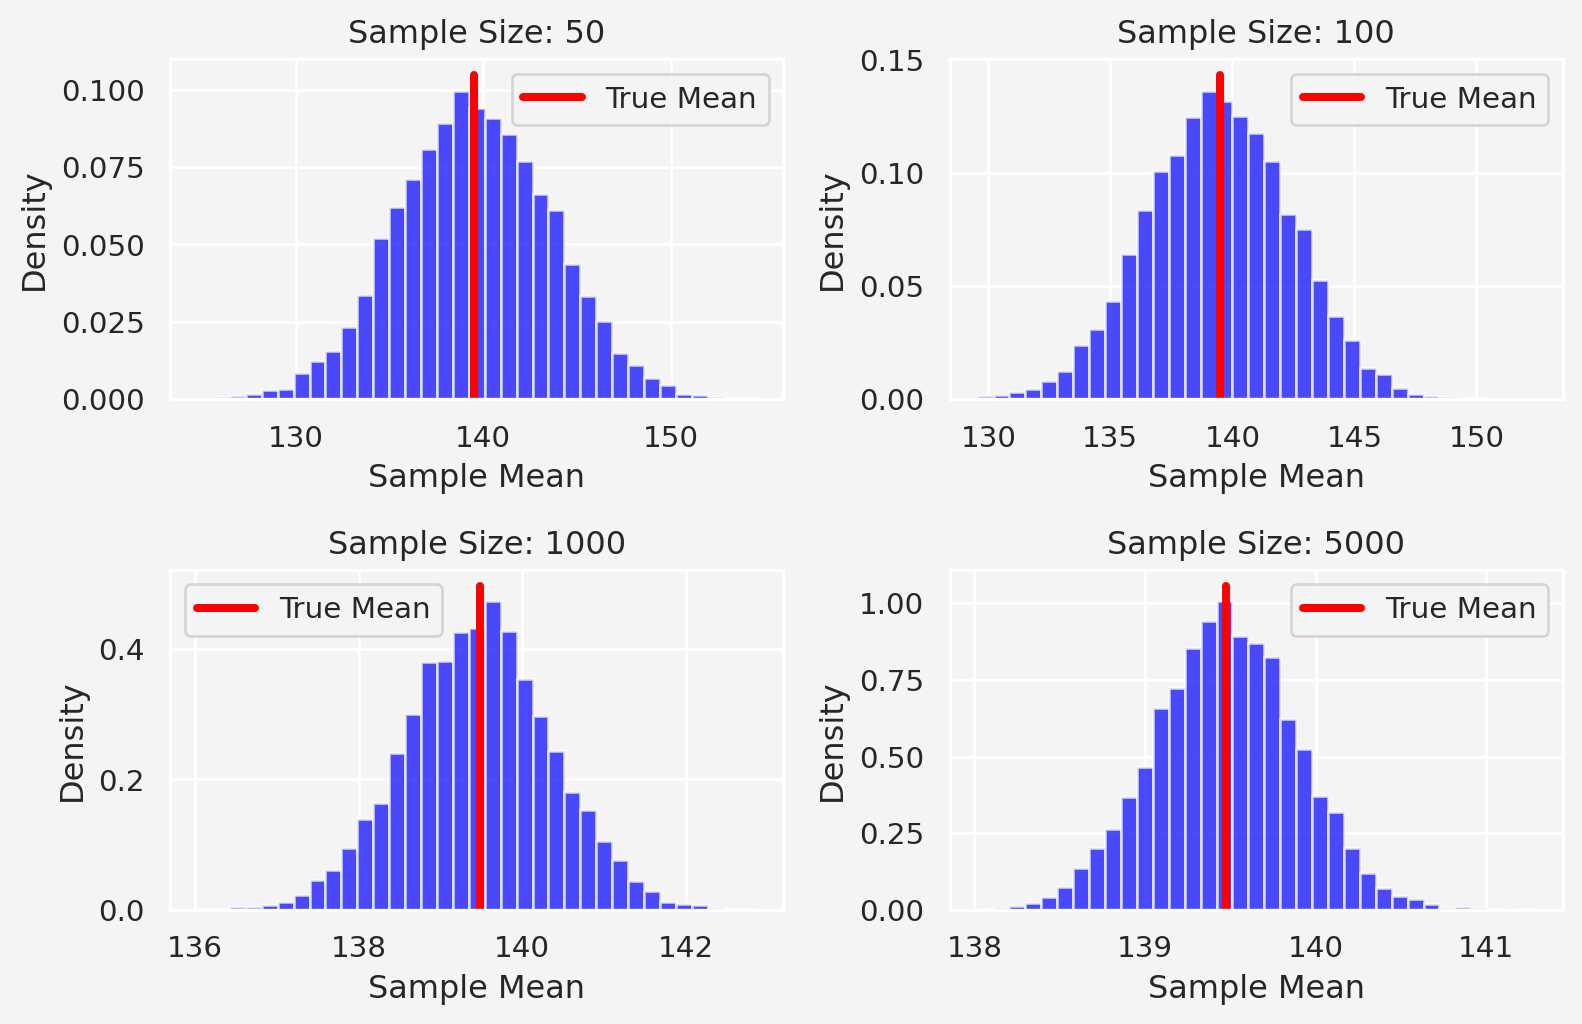 Sample Size: 50
True Mean
Density
0.100
0.075
0.050
0.025
0.000
130 140 150
Sample Mean
Sample Size: 100
True Mean
Density
0.15
0.10
0.05
0.00
130 135 140 145 150
Sample Mean
Sample Size: 1000
True Mean
Density
0.4
0.2
0.0
136 138 140 142
Sample Mean
Sample Size: 5000
True Mean
Density
1.00
0.75
0.50
0.25
0.00
138 139 140 141
Sample Mean